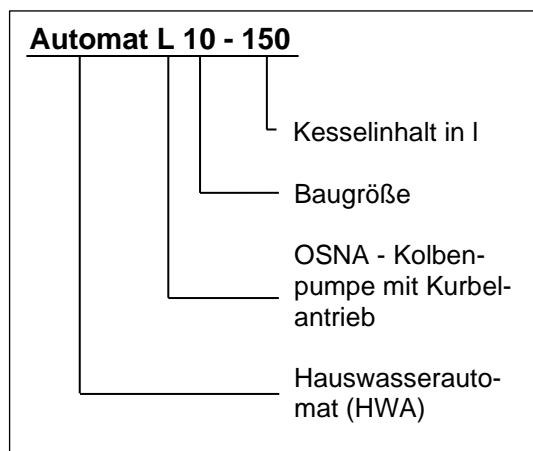 Automat L 10 - 150
Kesselinhalt in l
Baugröße
OSNA - Kolben-
pumpe mit Kurbel-
antrieb
Hauswasserauto-
mat (HWA)